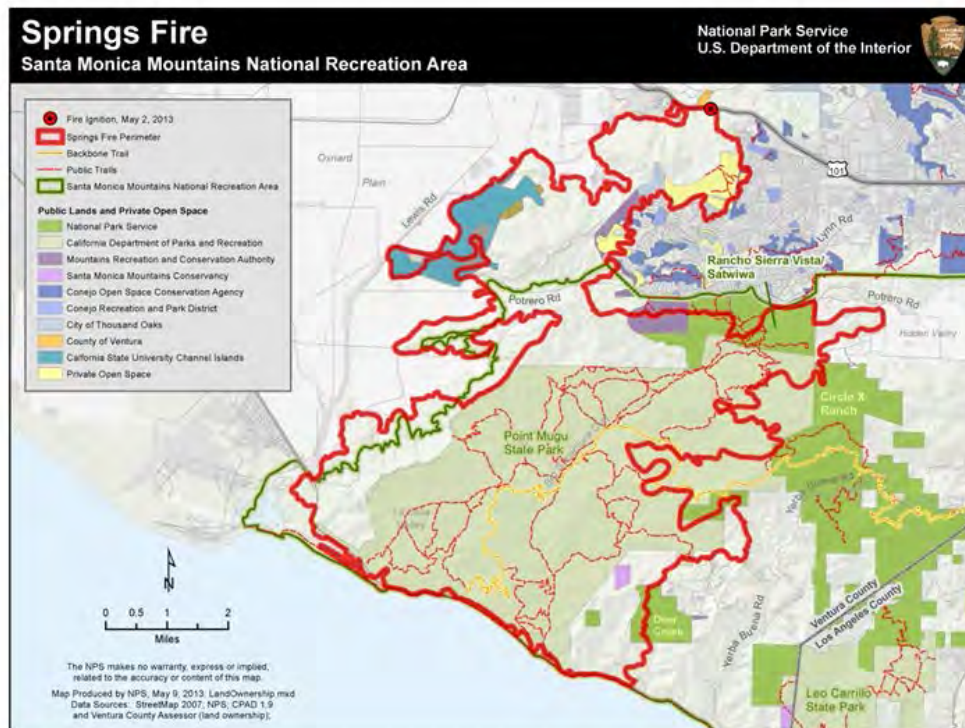 Springs Fire
Santa Monica Mountains National Recreation Area
National Park Service
U.S. Department of the Interior
Fire Ignition, May 2, 2013
Springs Fire Perimeter
Backbone Trail
Public Trails
Santa Monica Mountains National Recreation Area
Public Lands and Private Open Space
National Park Service
California Department of Parks and Recreation
Mountains Recreation and Conservation Authority
Santa Monica Mountains Conservancy
Conejo Open Space Conservation Agency
Conejo Recreation and Park District
City of Thousand Oaks
County of Ventura
Calfornia State University Channel Islands
Private Open Space
Oxnard
Plain
Lewis Rd
101
Lynn Rd
Rancho Sierra Vista/
Satwiwa
Potrero Rd
Potrero Rd
Hidden Valley
Circle X
Ranch
Point Mugu
State Park
Valley
Yerba Buena Rd
Deer
Creek
Yerba Buena Rd
Ventura County
Los Angeles County
Leo Carrillo
State Park
N
0 0.5 1 2
Miles
The NPS makes no warranty, express or implied,
related to the accuracy or content of this map.
Map Produced by NPS, May 9, 2013. LandOwnership.mxd
Data Sources: StreetMap 2007; NPS; CPAD 1.9
and Ventura County Assessor (land ownership);